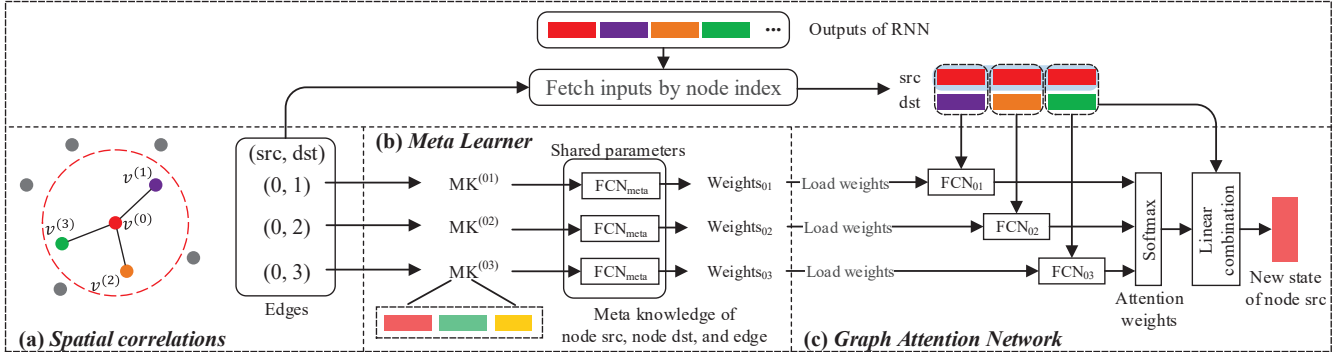 Outputs of RNN
Fetch inputs by node index
src
dst
(b) Meta Learner
(src, dst)
(0, 1)
(0, 2)
(0, 3)
Edges
v⁽¹⁾
v⁽⁰⁾
v⁽³⁾
v⁽²⁾
(a) Spatial correlations
Shared parameters
MK⁽⁰¹⁾
FCN_meta
Weights₀₁
Load weights
FCN₀₁
MK⁽⁰²⁾
FCN_meta
Weights₀₂
Load weights
FCN₀₂
MK⁽⁰³⁾
FCN_meta
Weights₀₃
Load weights
FCN₀₃
Meta knowledge of
node src, node dst, and edge
Softmax
Attention
weights
Linear
combination
New state
of node src
(c) Graph Attention Network